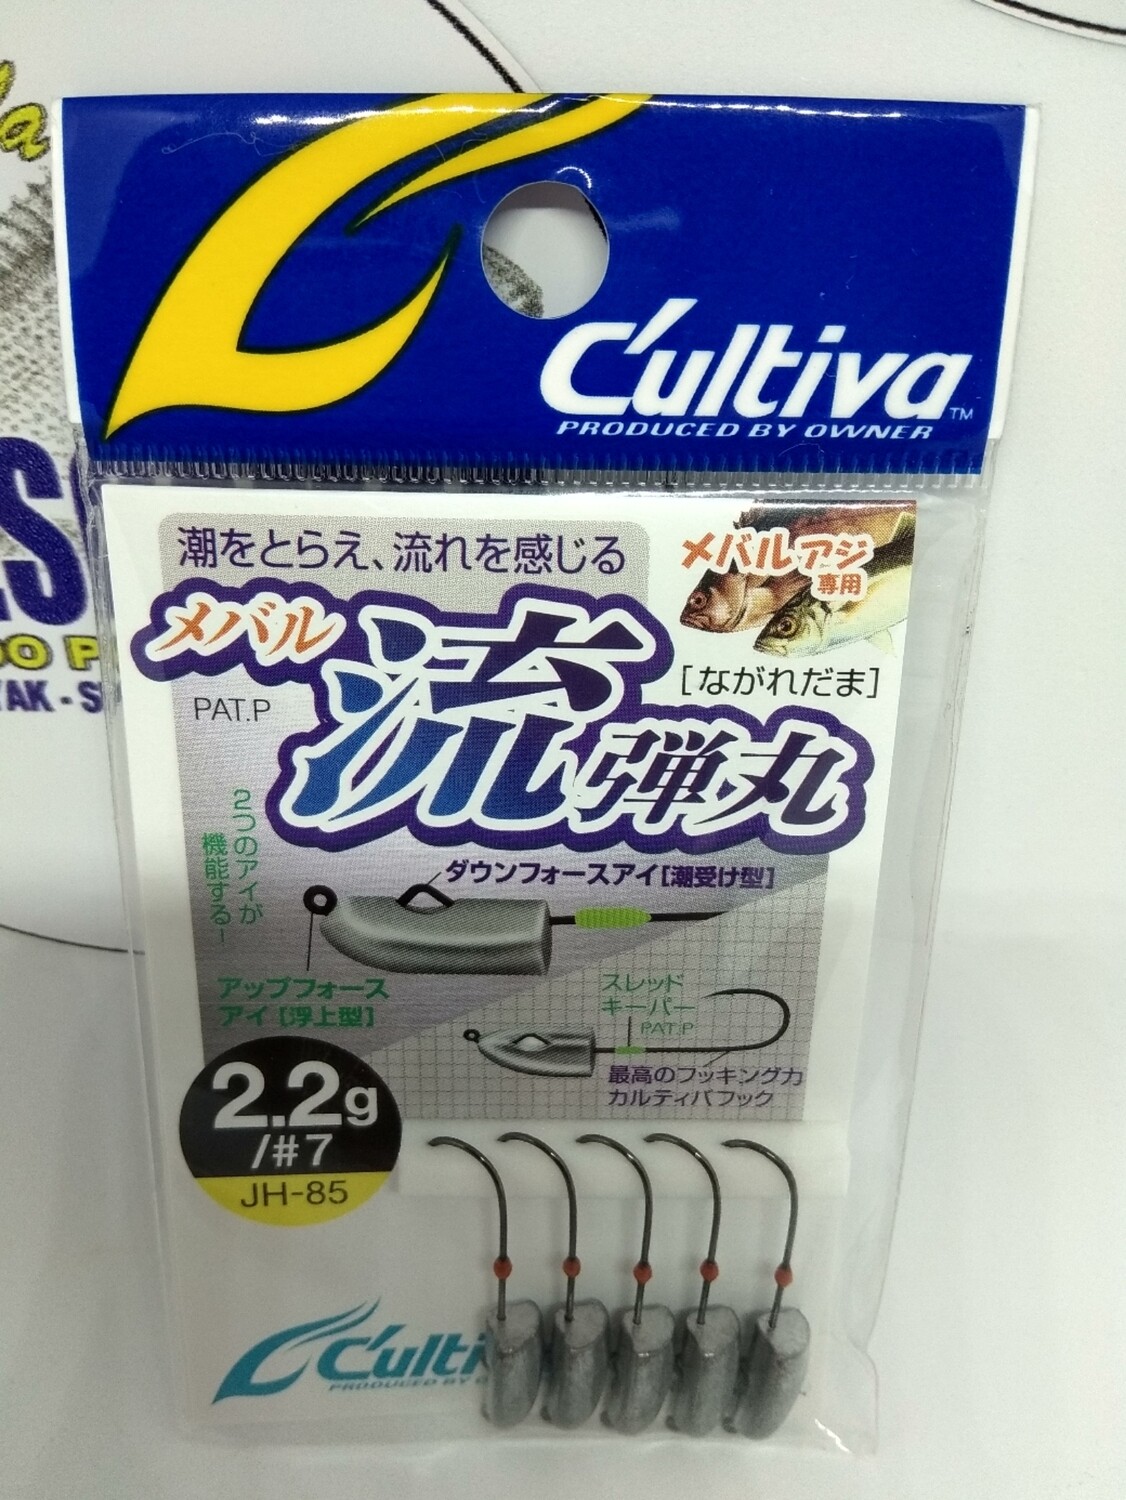 C'ultiva™
PRODUCED BY OWNER
潮をとらえ、流れを感じる
メバルアジ
専用
メバル
流弾丸
[ながれだま]
PAT.P
2つのアイが
機能する!
ダウンフォースアイ[潮受け型]
アップフォース
アイ[浮上型]
スレッド
キーパー
PAT.P
最高のフッキング力
カルティバフック
2.2g
/#7
JH-85
C'ulti
PRODUCED BY